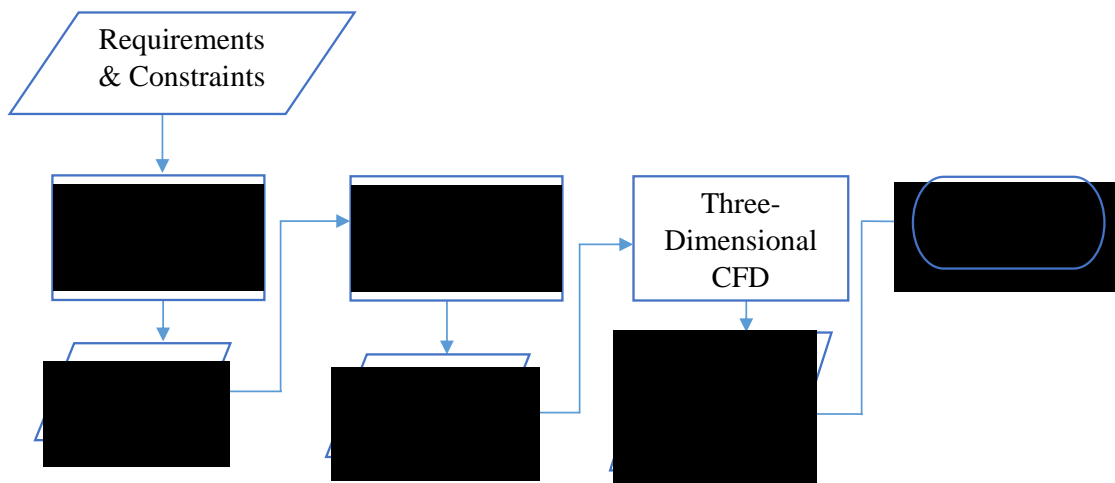 Requirements
& Constraints
Three-
Dimensional
CFD